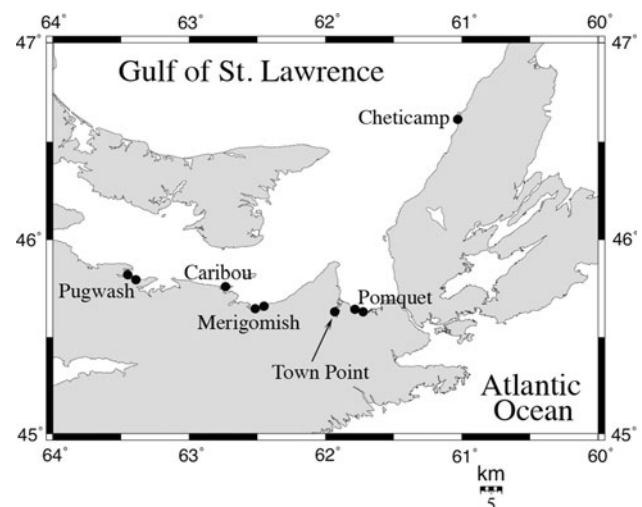 64˚ 63˚ 62˚ 61˚ 60˚
47˚ 47˚
Gulf of St. Lawrence
Cheticamp
46˚ 46˚
Caribou
Pugwash
Pomquet
Merigomish
Town Point
Atlantic
Ocean
45˚ 45˚
64˚ 63˚ 62˚ 61˚ 60˚
km
5